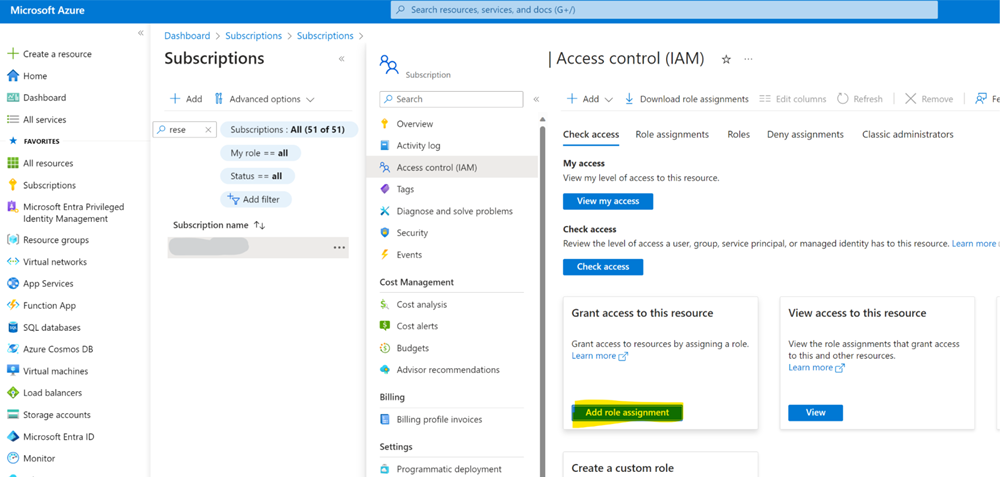 Microsoft Azure
Search resources, services, and docs (G+/)
Create a resource
Home
Dashboard
All services
FAVORITES
All resources
Subscriptions
Microsoft Entra Privileged
Identity Management
Resource groups
Virtual networks
App Services
Function App
SQL databases
Azure Cosmos DB
Virtual machines
Load balancers
Storage accounts
Microsoft Entra ID
Monitor
Dashboard > Subscriptions > Subscriptions >
Subscriptions
Add
Advanced options
rese
Subscriptions : All (51 of 51)
My role == all
Status == all
Add filter
Subscription name
Subscription
| Access control (IAM)
Search
Overview
Activity log
Access control (IAM)
Tags
Diagnose and solve problems
Security
Events
Cost Management
Cost analysis
Cost alerts
Budgets
Advisor recommendations
Billing
Billing profile invoices
Settings
Programmatic deployment
Add
Download role assignments
Edit columns
Refresh
Remove
Fe
Check access
Role assignments
Roles
Deny assignments
Classic administrators
My access
View my level of access to this resource.
View my access
Check access
Review the level of access a user, group, service principal, or managed identity has to this resource. Learn more
Check access
Grant access to this resource
Grant access to resources by assigning a role.
Learn more
Add role assignment
View access to this resource
View the role assignments that grant access
to this and other resources.
Learn more
View
Create a custom role